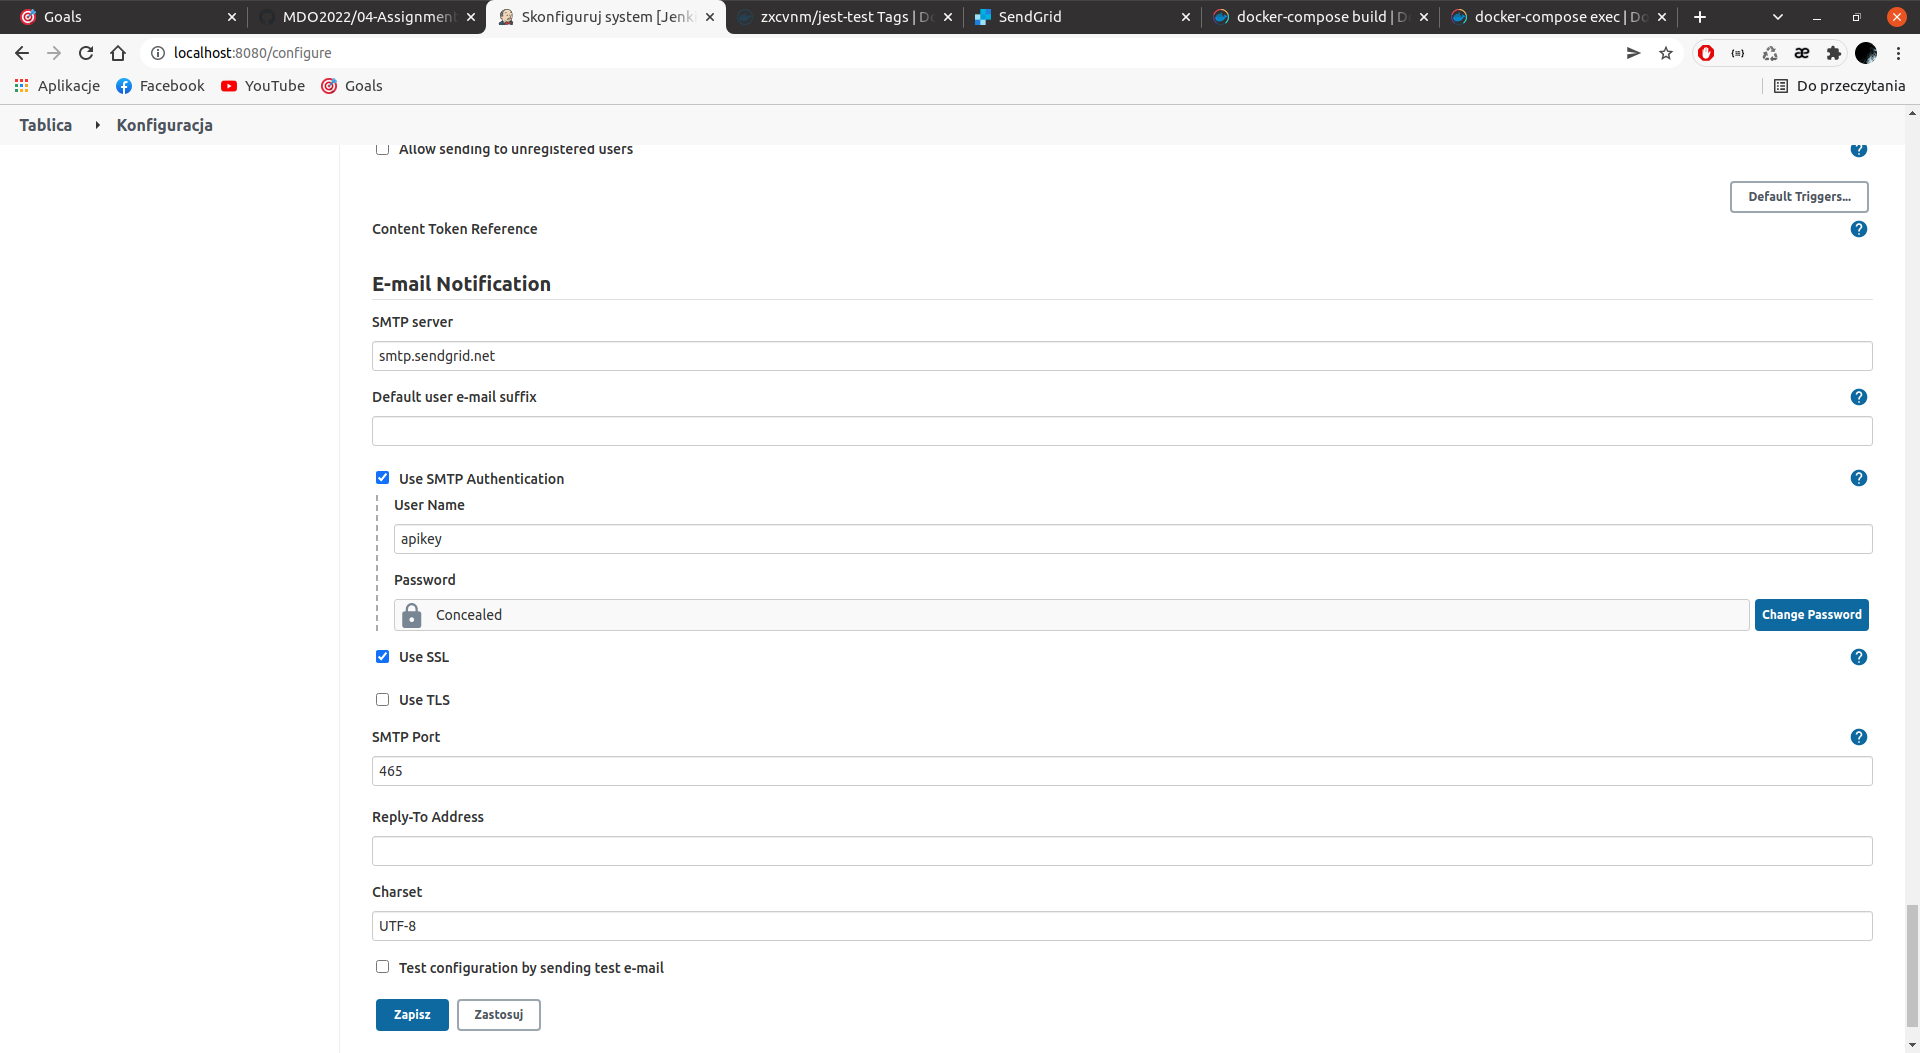 Goals
MDO2022/04-Assignment
Skonfiguruj system [Jenk
zxcvnm/jest-test Tags | D
SendGrid
docker-compose build | D
docker-compose exec | Do
localhost:8080/configure
Aplikacje
Facebook
YouTube
Goals
Do przeczytania
Tablica
Konfiguracja
Allow sending to unregistered users
Default Triggers...
Content Token Reference
E-mail Notification
SMTP server
smtp.sendgrid.net
Default user e-mail suffix
Use SMTP Authentication
User Name
apikey
Password
Concealed
Change Password
Use SSL
Use TLS
SMTP Port
465
Reply-To Address
Charset
UTF-8
Test configuration by sending test e-mail
Zapisz
Zastosuj